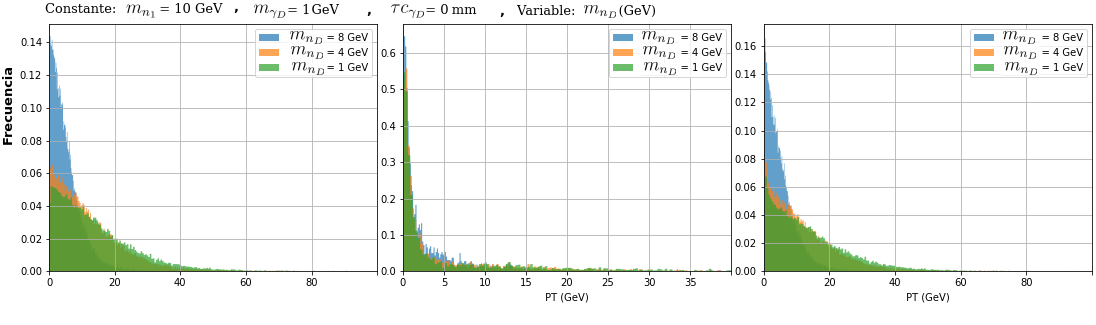 Constante: m_{n_1} = 10 GeV , m_{γ_D} = 1 GeV , τc_{γ_D} = 0 mm , Variable: m_{n_D} (GeV)
Frecuencia
0.14
0.12
0.10
0.08
0.06
0.04
0.02
0.00
0 20 40 60 80
m_{n_D} = 8 GeV
m_{n_D} = 4 GeV
m_{n_D} = 1 GeV
0.6
0.5
0.4
0.3
0.2
0.1
0.0
0 5 10 15 20 25 30 35
PT (GeV)
m_{n_D} = 8 GeV
m_{n_D} = 4 GeV
m_{n_D} = 1 GeV
0.16
0.14
0.12
0.10
0.08
0.06
0.04
0.02
0.00
0 20 40 60 80
PT (GeV)
m_{n_D} = 8 GeV
m_{n_D} = 4 GeV
m_{n_D} = 1 GeV